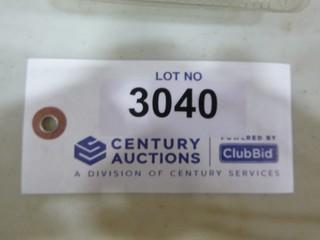 LOT NO
3040
CENTURY AUCTIONS
POWERED BY
ClubBid
A DIVISION OF CENTURY SERVICES